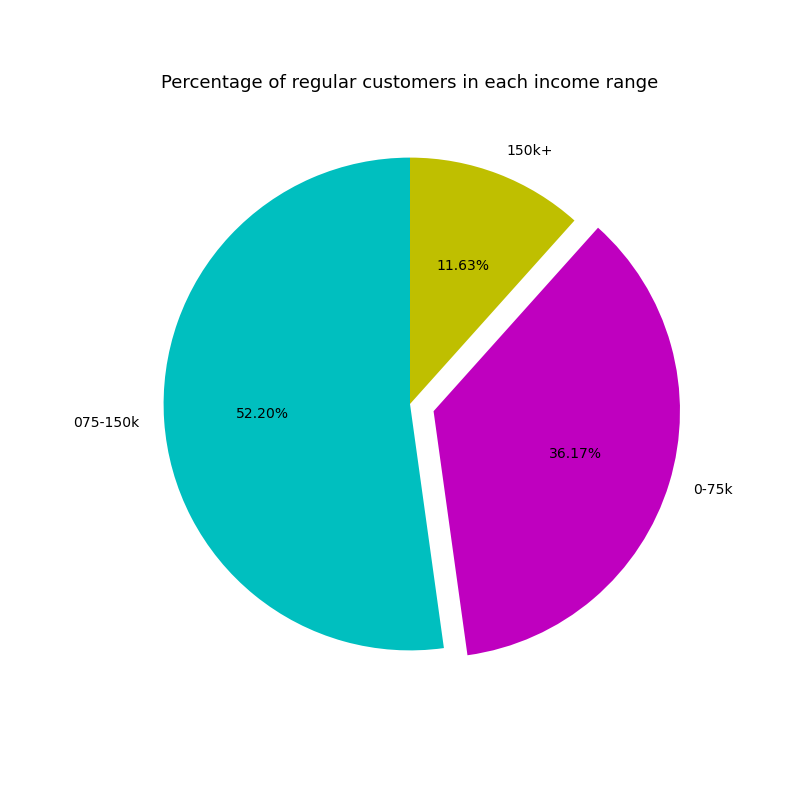 Percentage of regular customers in each income range
150k+
11.63%
075-150k
52.20%
36.17%
0-75k